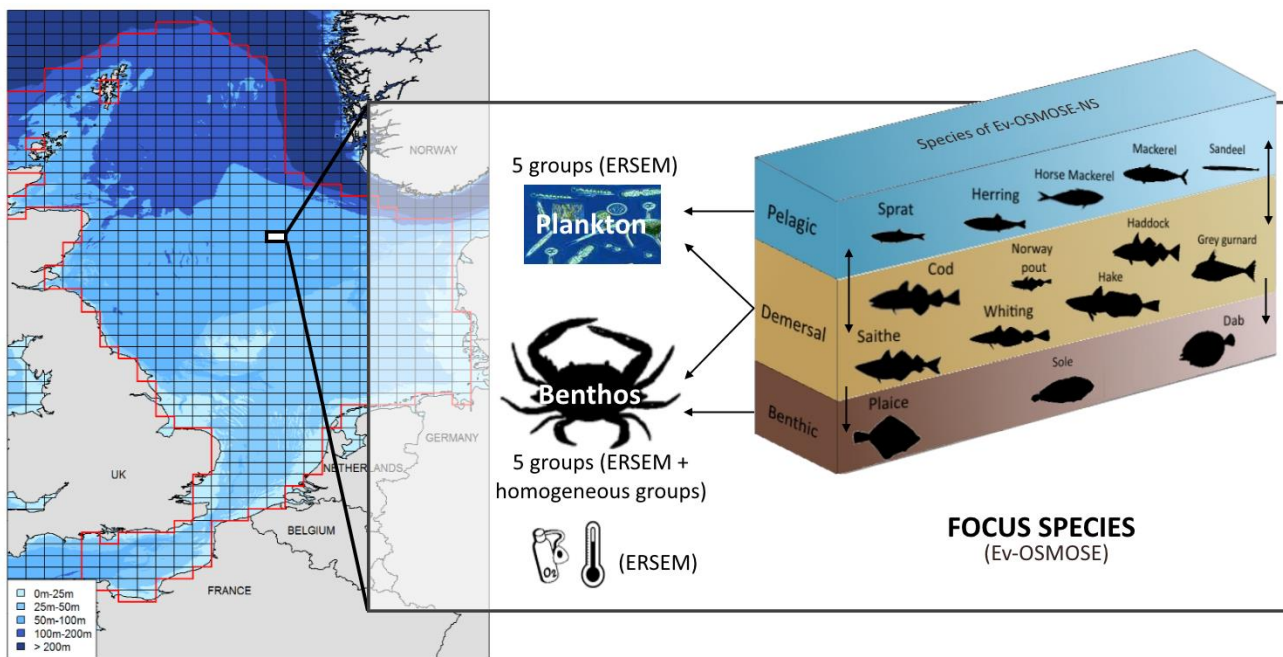 NORWAY
UK
NETHERLANDS
GERMANY
BELGIUM
FRANCE
0m-25m
25m-50m
50m-100m
100m-200m
> 200m
5 groups (ERSEM)
Plankton
Benthos
5 groups (ERSEM +
homogeneous groups)
O2
(ERSEM)
Species of Ev-OSMOSE-NS
Pelagic
Sprat
Herring
Horse Mackerel
Mackerel
Sandeel
Demersal
Saithe
Cod
Norway
pout
Whiting
Hake
Haddock
Grey gurnard
Benthic
Plaice
Sole
Dab
FOCUS SPECIES
(Ev-OSMOSE)